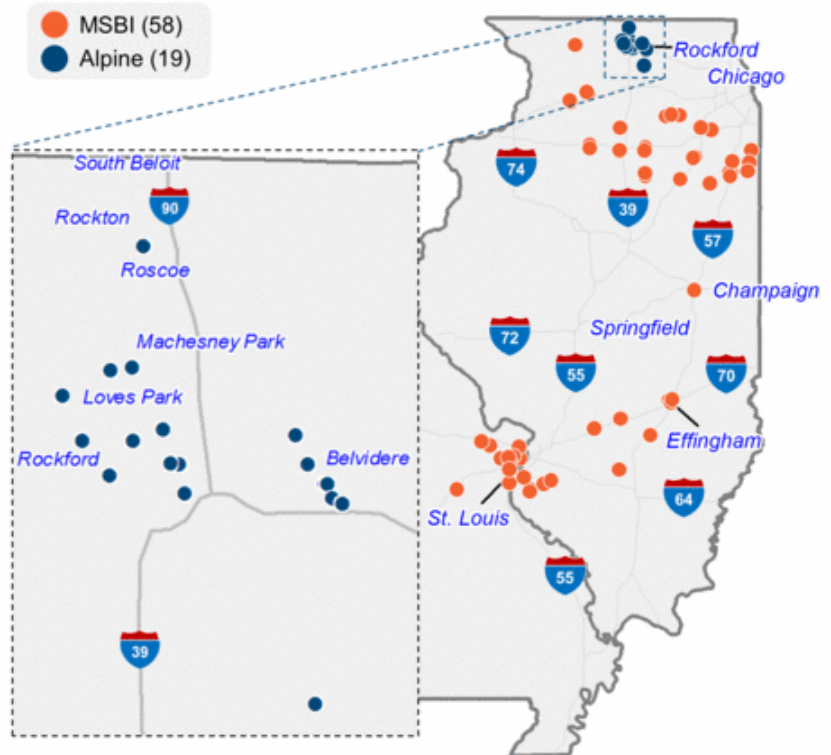 MSBI (58)
Alpine (19)
Rockford
Chicago
South Beloit
74
90
39
Rockton
57
Roscoe
Champaign
Springfield
72
Machesney Park
55
70
Loves Park
Effingham
Rockford
Belvidere
64
St. Louis
55
39